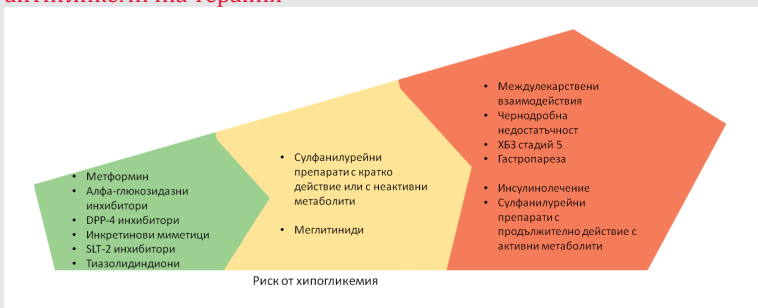 • Метформин
• Алфа-глюкозидазни
инхибитори
• DPP-4 инхибитори
• Инкретинови миметици
• SLT-2 инхибитори
• Тиазолидиндиони
• Сулфанилурейни
препарати с кратко
действие или с неактивни
метаболити
• Меглитиниди
• Междулекарствени
взаимодействия
• Чернодробна
недостатъчност
• ХБЗ стадий 5
• Гастропареза
• Инсулинолечение
• Сулфанилурейни
препарати с
продължително действие с
активни метаболити
Риск от хипогликемия